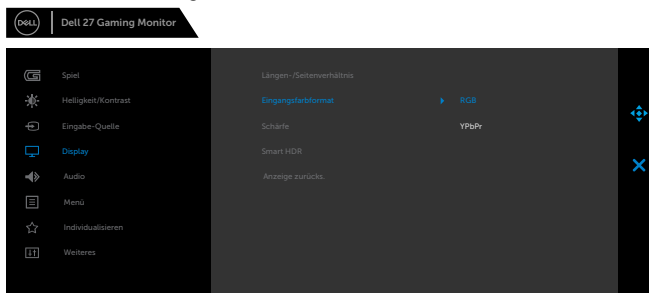 DELL
Dell 27 Gaming Monitor
Spiel
Helligkeit/Kontrast
Eingabe-Quelle
Display
Audio
Menü
Individualisieren
Weiteres
Längen-/Seitenverhältnis
Eingangsfarbformat
RGB
Schärfe
YPbPr
Smart HDR
Anzeige zurücks.